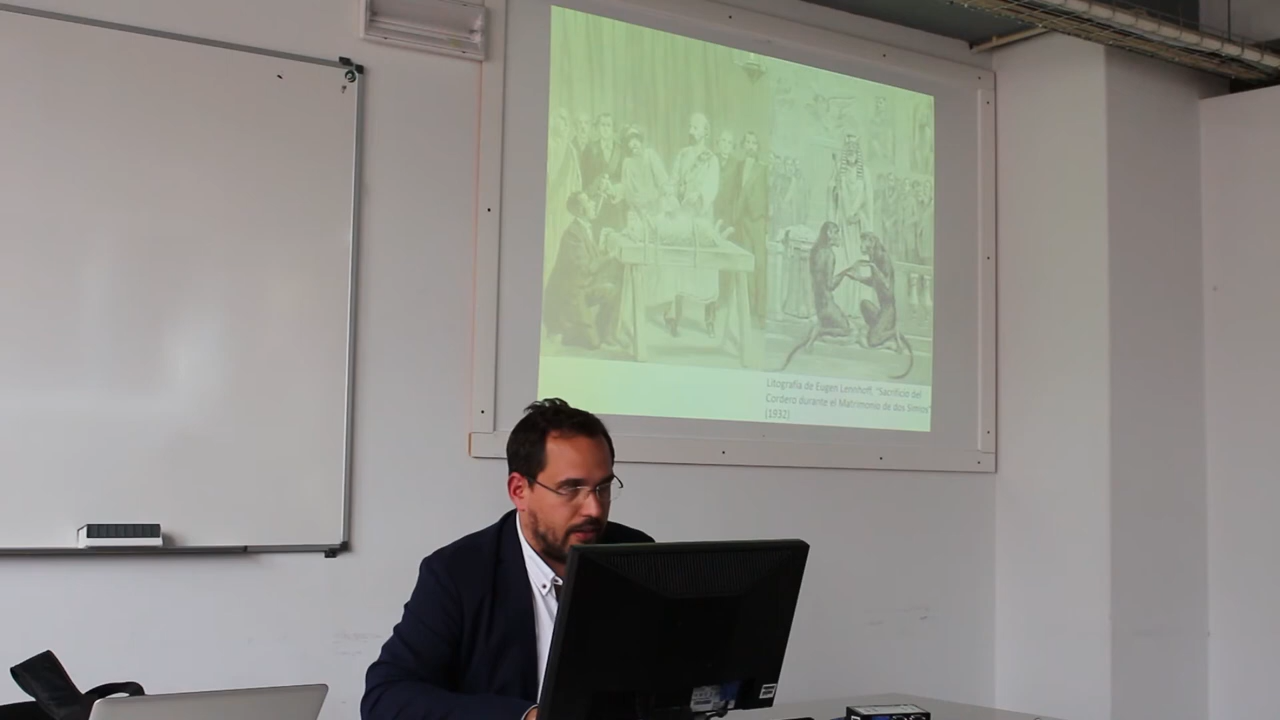 Litografía de Eugen Lennhoff, "Sacrificio del
Cordero durante el Matrimonio de dos Simios"
(1932)